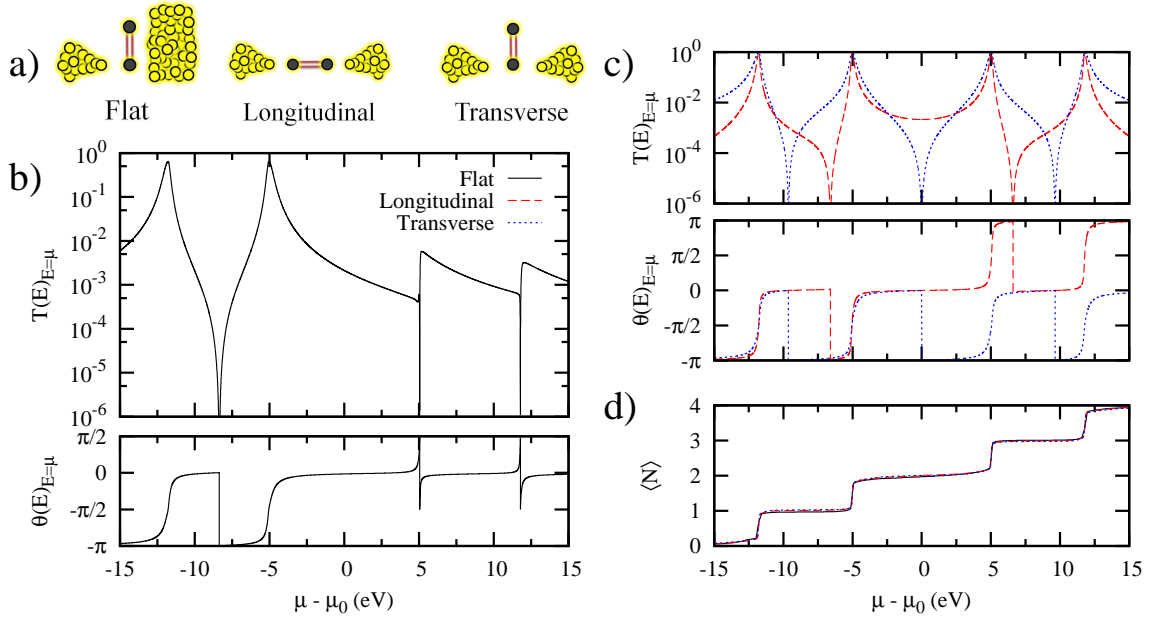 a)
Flat
Longitudinal
Transverse
b)
10^0
10^-1
10^-2
10^-3
10^-4
10^-5
10^-6
T(E)_{E=μ}
Flat
Longitudinal
Transverse
π/2
0
-π/2
-π
θ(E)_{E=μ}
-15 -10 -5 0 5 10 15
μ - μ_0 (eV)
c)
10^0
10^-2
10^-4
10^-6
T(E)_{E=μ}
π
π/2
0
-π/2
-π
θ(E)_{E=μ}
d)
4
3
2
1
0
⟨N⟩
-15 -10 -5 0 5 10 15
μ - μ_0 (eV)